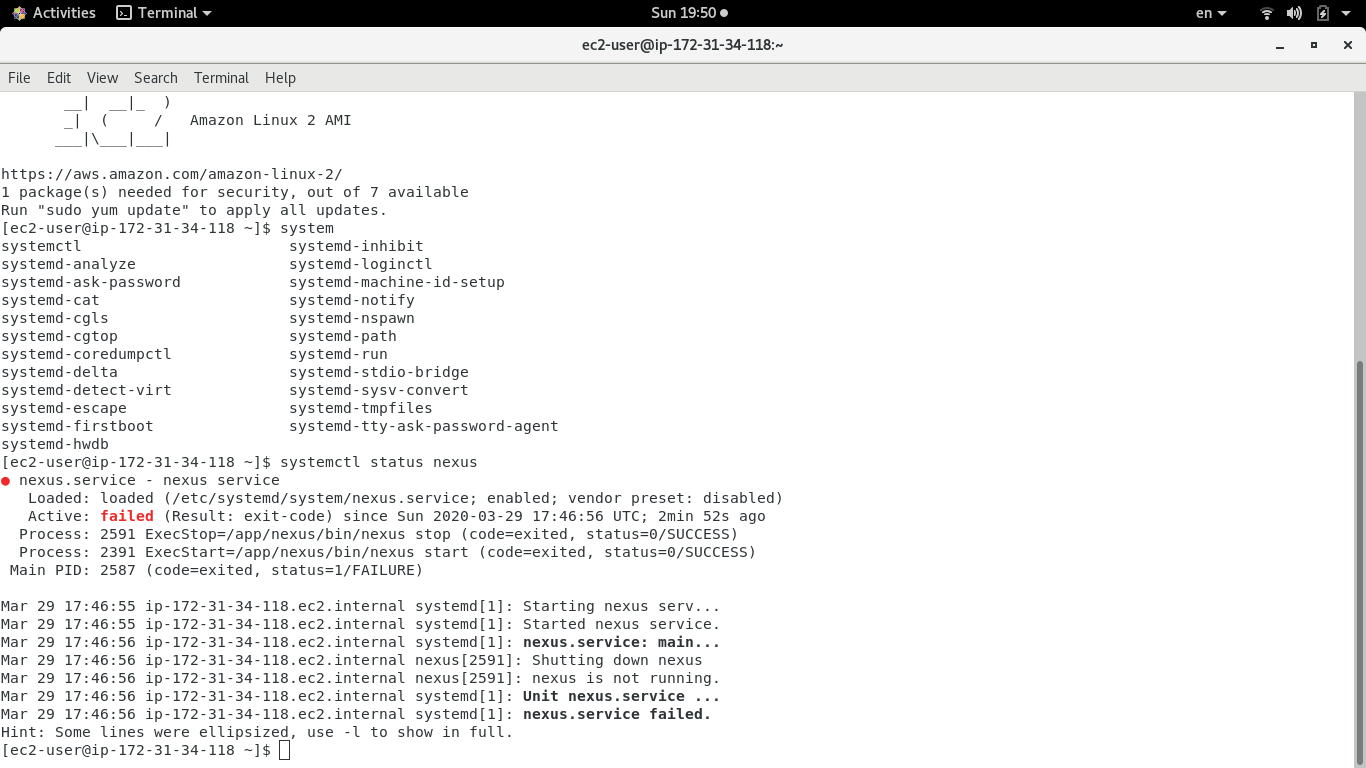 Activities Terminal Sun 19:50 en
ec2-user@ip-172-31-34-118:~
File Edit View Search Terminal Help
       __|  __|_  )
       _|  (     /   Amazon Linux 2 AMI
      ___|\___|___|
https://aws.amazon.com/amazon-linux-2/
1 package(s) needed for security, out of 7 available
Run "sudo yum update" to apply all updates.
[ec2-user@ip-172-31-34-118 ~]$ system
systemctl                       systemd-inhibit
systemd-analyze                 systemd-loginctl
systemd-ask-password            systemd-machine-id-setup
systemd-cat                     systemd-notify
systemd-cgls                    systemd-nspawn
systemd-cgtop                   systemd-path
systemd-coredumpctl             systemd-run
systemd-delta                   systemd-stdio-bridge
systemd-detect-virt             systemd-sysv-convert
systemd-escape                  systemd-tmpfiles
systemd-firstboot               systemd-tty-ask-password-agent
systemd-hwdb
[ec2-user@ip-172-31-34-118 ~]$ systemctl status nexus
● nexus.service - nexus service
   Loaded: loaded (/etc/systemd/system/nexus.service; enabled; vendor preset: disabled)
   Active: failed (Result: exit-code) since Sun 2020-03-29 17:46:56 UTC; 2min 52s ago
  Process: 2591 ExecStop=/app/nexus/bin/nexus stop (code=exited, status=0/SUCCESS)
  Process: 2391 ExecStart=/app/nexus/bin/nexus start (code=exited, status=0/SUCCESS)
 Main PID: 2587 (code=exited, status=1/FAILURE)
Mar 29 17:46:55 ip-172-31-34-118.ec2.internal systemd[1]: Starting nexus serv...
Mar 29 17:46:55 ip-172-31-34-118.ec2.internal systemd[1]: Started nexus service.
Mar 29 17:46:56 ip-172-31-34-118.ec2.internal systemd[1]: nexus.service: main...
Mar 29 17:46:56 ip-172-31-34-118.ec2.internal nexus[2591]: Shutting down nexus
Mar 29 17:46:56 ip-172-31-34-118.ec2.internal nexus[2591]: nexus is not running.
Mar 29 17:46:56 ip-172-31-34-118.ec2.internal systemd[1]: Unit nexus.service ...
Mar 29 17:46:56 ip-172-31-34-118.ec2.internal systemd[1]: nexus.service failed.
Hint: Some lines were ellipsized, use -l to show in full.
[ec2-user@ip-172-31-34-118 ~]$